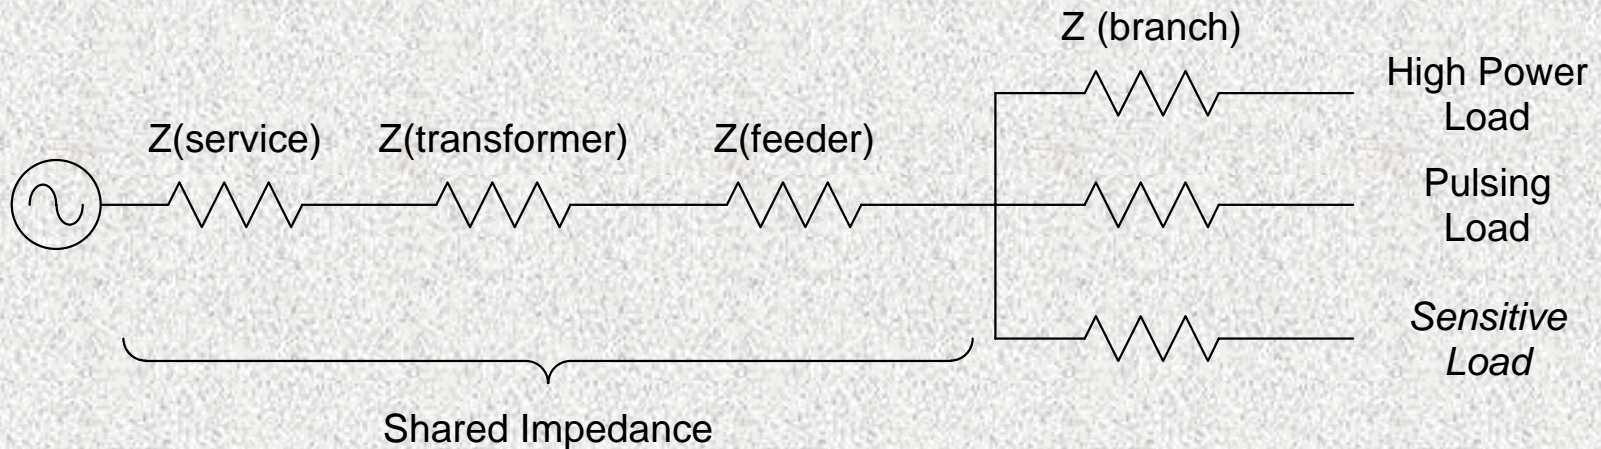 Z (branch)
High Power
Load
Z(service)
Z(transformer)
Z(feeder)
Pulsing
Load
Sensitive
Load
Shared Impedance